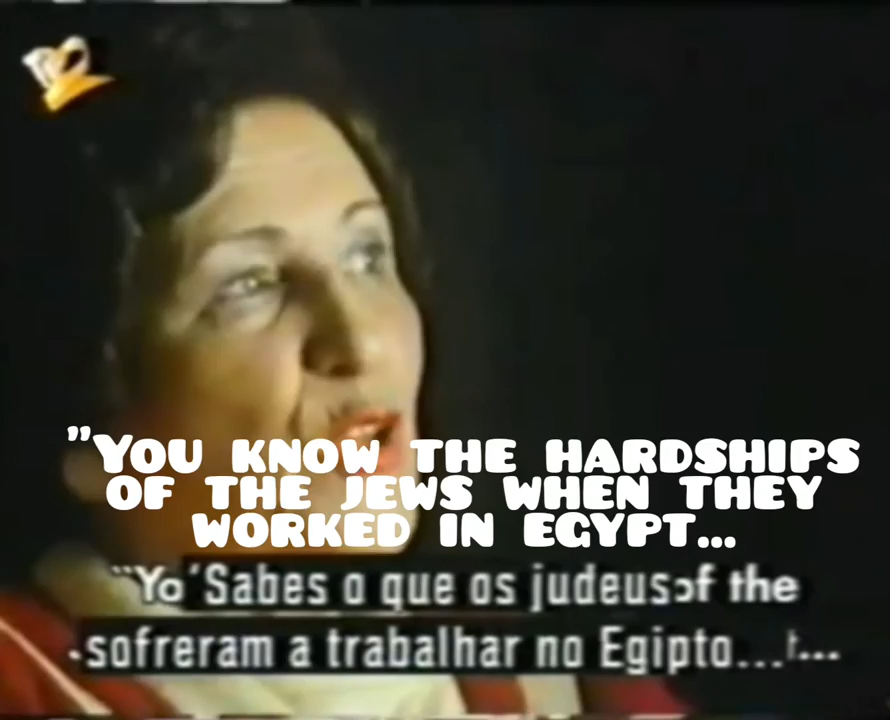 "YOU KNOW THE HARDSHIPS
OF THE JEWS WHEN THEY
WORKED IN EGYPT...
"Yo'Sabes o que os judeus of the
sofreram a trabalhar no Egipto...